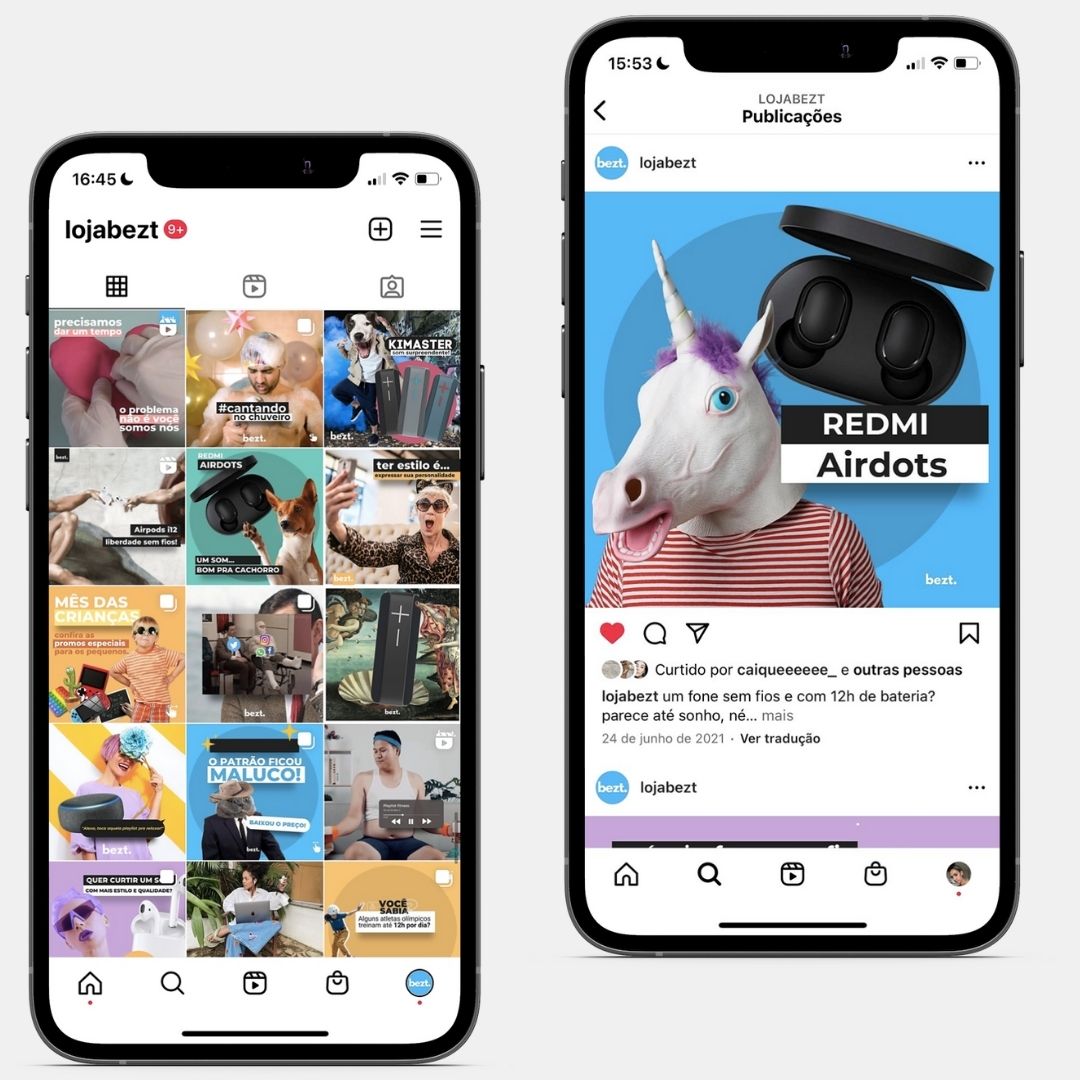 16:45
lojabezt 9+
precisamos
dar um tempo
o problema
não é você
somos nós
#cantando
no chuveiro
bezt.
KIMASTER
som surpreendente!
bezt.
bezt.
Airpods i12
liberdade sem fios!
REDMI
AIRDOTS
UM SOM...
BOM PRA CACHORRO
bezt.
ter estilo é...
expressar sua personalidade
bezt.
MÊS DAS
CRIANÇAS
confira as
promos especiais
para os pequenos.
bezt.
bezt.
"Alexa, toca aquela playlist pra relaxar"
bezt.
O PATRÃO FICOU
MALUCO!
BAIXOU O PREÇO!
bezt.
Playlist Fitness
QUER CURTIR UM SO
COM MAIS ESTILO E QUALIDADE?
VOCÊ
SABIA
Alguns atletas olímpicos
treinam até 12h por dia?
bezt.
15:53
LOJABEZT
Publicações
bezt. lojabezt
REDMI
Airdots
bezt.
Curtido por caiqueeeeee_ e outras pessoas
lojabezt um fone sem fios e com 12h de bateria?
parece até sonho, né... mais
24 de junho de 2021 · Ver tradução
bezt. lojabezt